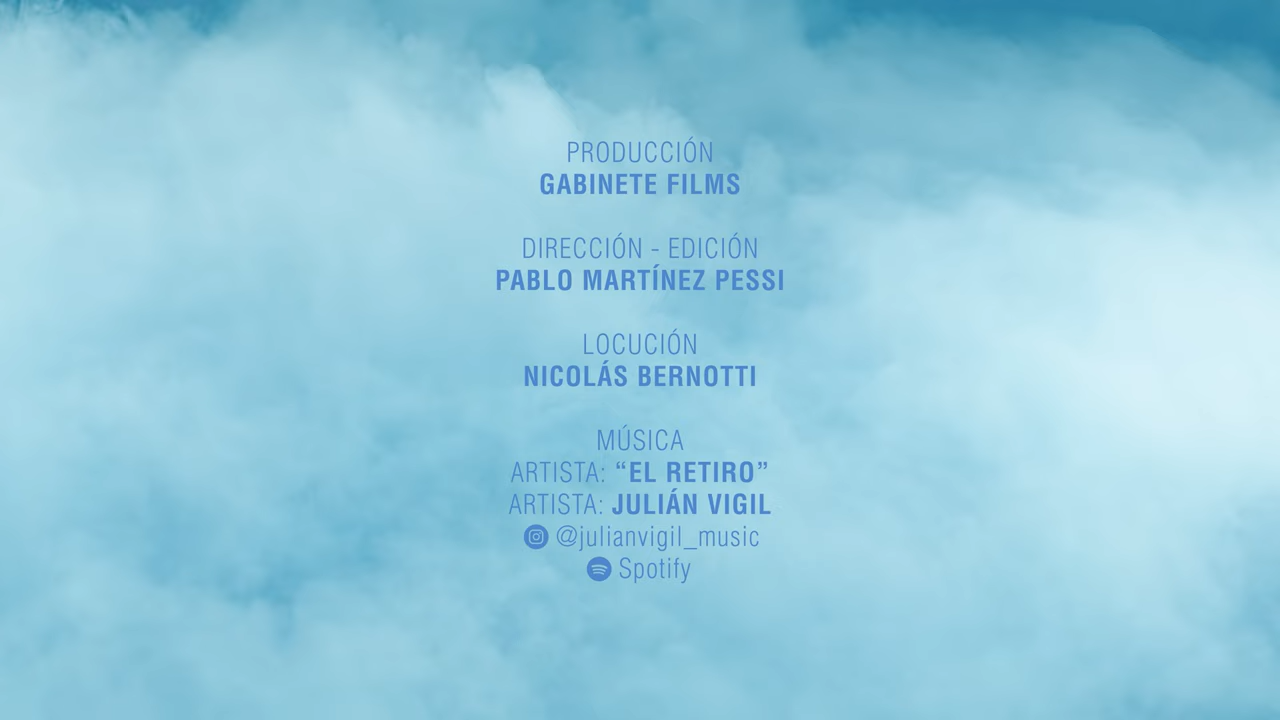 PRODUCCIÓN
GABINETE FILMS
DIRECCIÓN - EDICIÓN
PABLO MARTÍNEZ PESSI
LOCUCIÓN
NICOLÁS BERNOTTI
MÚSICA
ARTISTA: “EL RETIRO”
ARTISTA: JULIÁN VIGIL
@julianvigil_music
Spotify